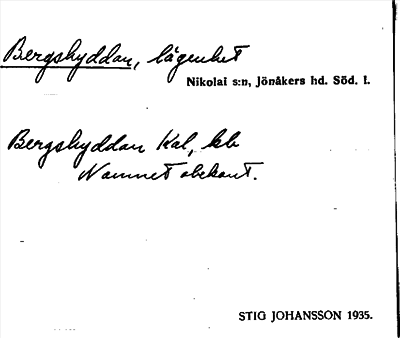 Bergshyddan, lägenhet
Nikolai s:n, Jönåkers hd. Söd. l.
Bergshyddan Kal, kb
Namnet obekant.
STIG JOHANSSON 1935.